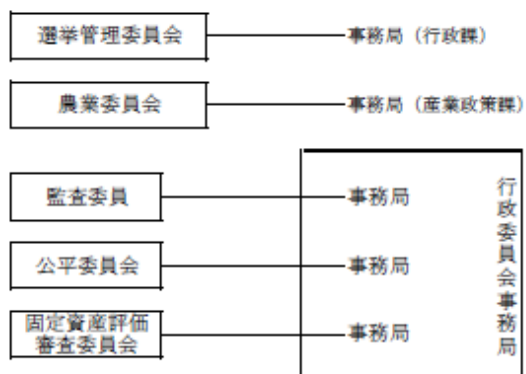 選挙管理委員会
事務局（行政課）
農業委員会
事務局（産業政策課）
監査委員
事務局
公平委員会
事務局
固定資産評価
審査委員会
事務局
行政委員会事務局